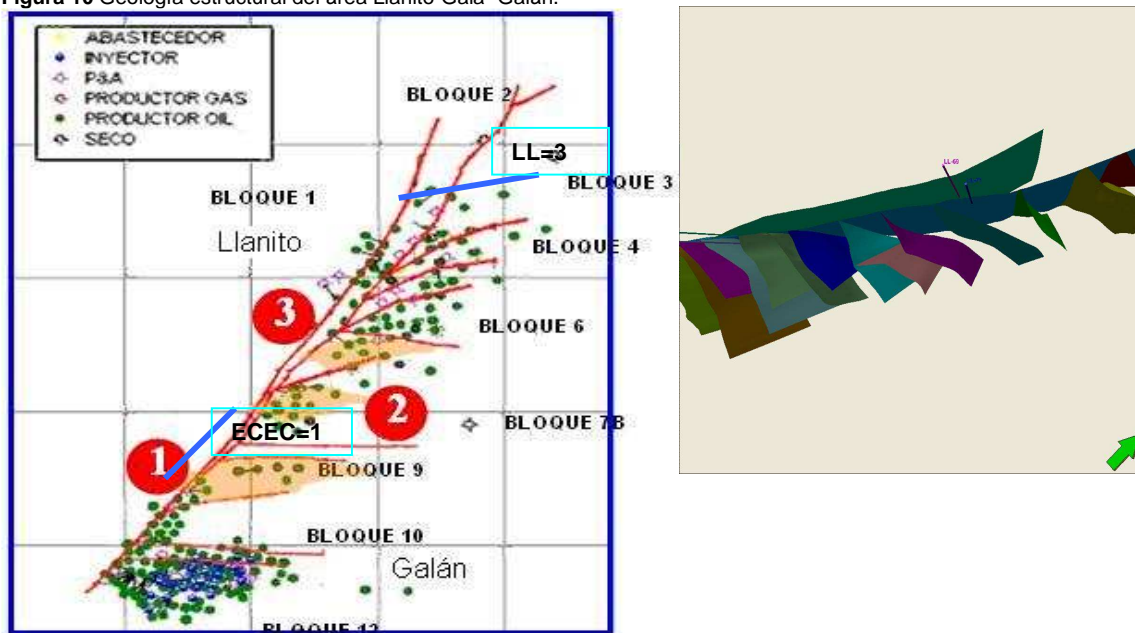 Figura 10 Geología estructural del área Llanito-Gala- Galán.
ABASTECEDOR
INYECTOR
P&A
PRODUCTOR GAS
PRODUCTOR OIL
SECO
BLOQUE 2
LL=3
BLOQUE 3
BLOQUE 1
Llanito
BLOQUE 4
3
BLOQUE 6
2
ECEC=1
BLOQUE 7B
1
BLOQUE 9
BLOQUE 10
Galán
BLOQUE 12